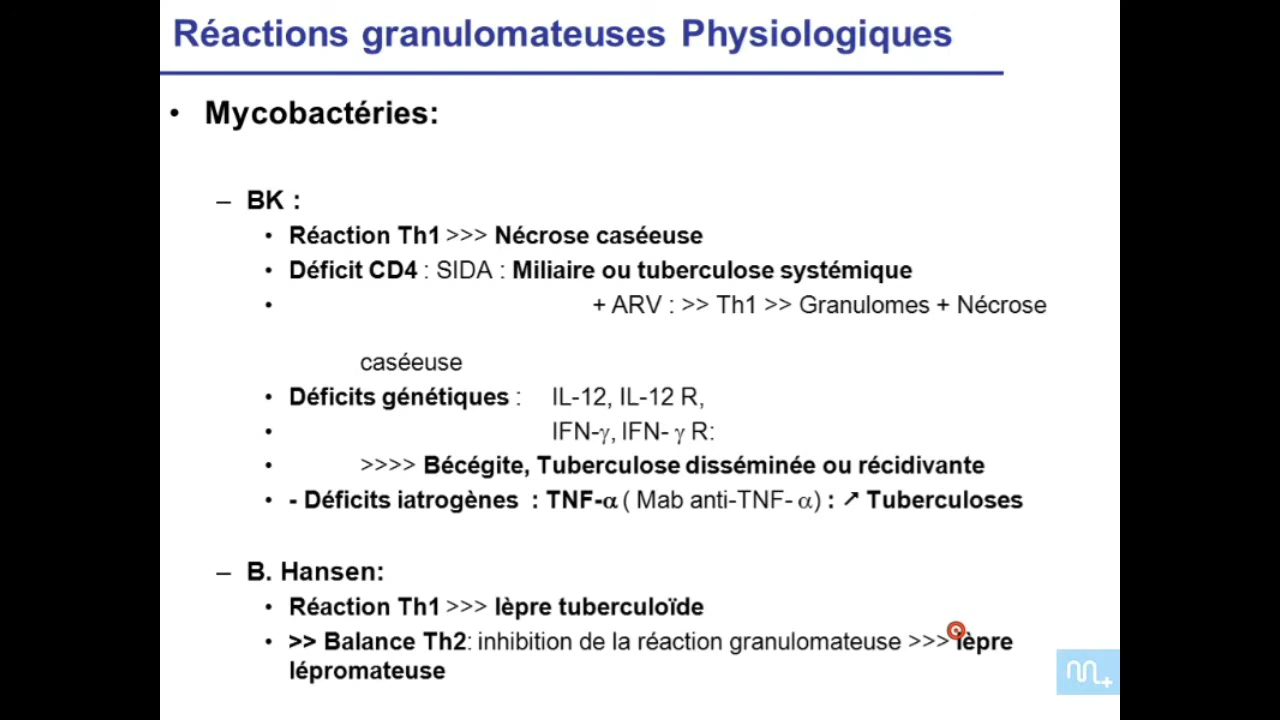 Réactions granulomateuses Physiologiques
• Mycobactéries:
– BK :
• Réaction Th1 >>> Nécrose caséeuse
• Déficit CD4 : SIDA : Miliaire ou tuberculose systémique
• + ARV : >> Th1 >> Granulomes + Nécrose
caséeuse
• Déficits génétiques : IL-12, IL-12 R,
• IFN-γ, IFN- γ R:
• >>>> Bécégite, Tuberculose disséminée ou récidivante
• - Déficits iatrogènes : TNF-α ( Mab anti-TNF- α) : ↗ Tuberculoses
– B. Hansen:
• Réaction Th1 >>> lèpre tuberculoïde
• >> Balance Th2: inhibition de la réaction granulomateuse >>> lèpre
lépromateuse